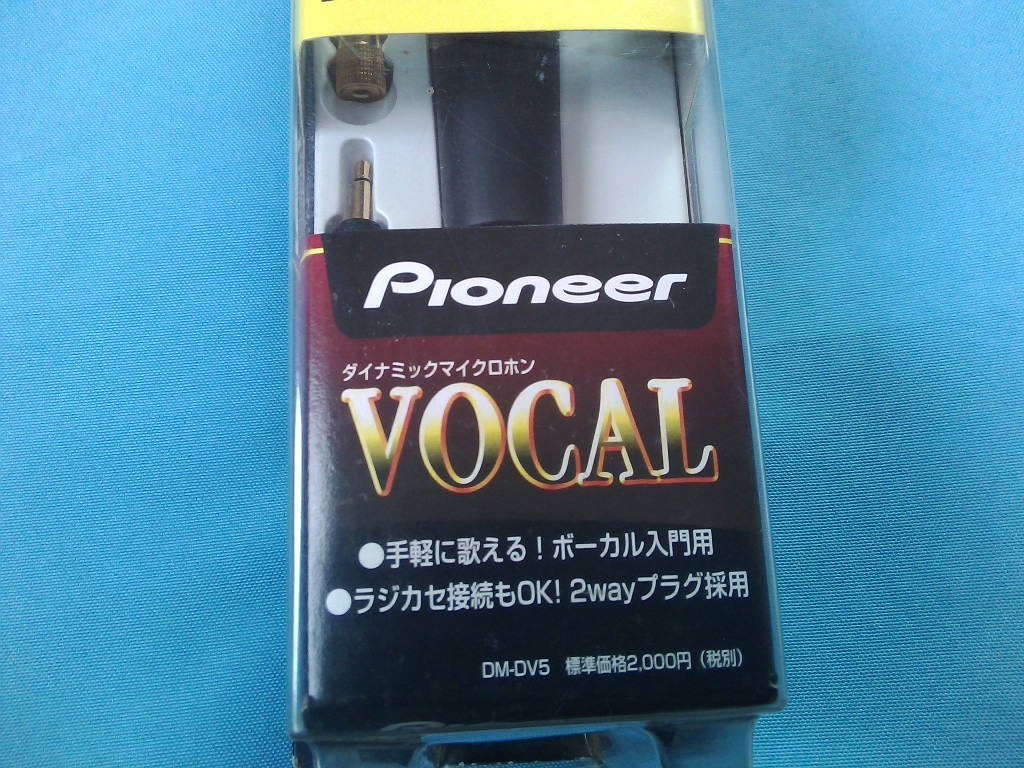 Pioneer
ダイナミックマイクロホン
VOCAL
●手軽に歌える!ボーカル入門用
●ラジカセ接続もOK! 2wayプラグ採用
DM-DV5 標準価格2,000円(税別)